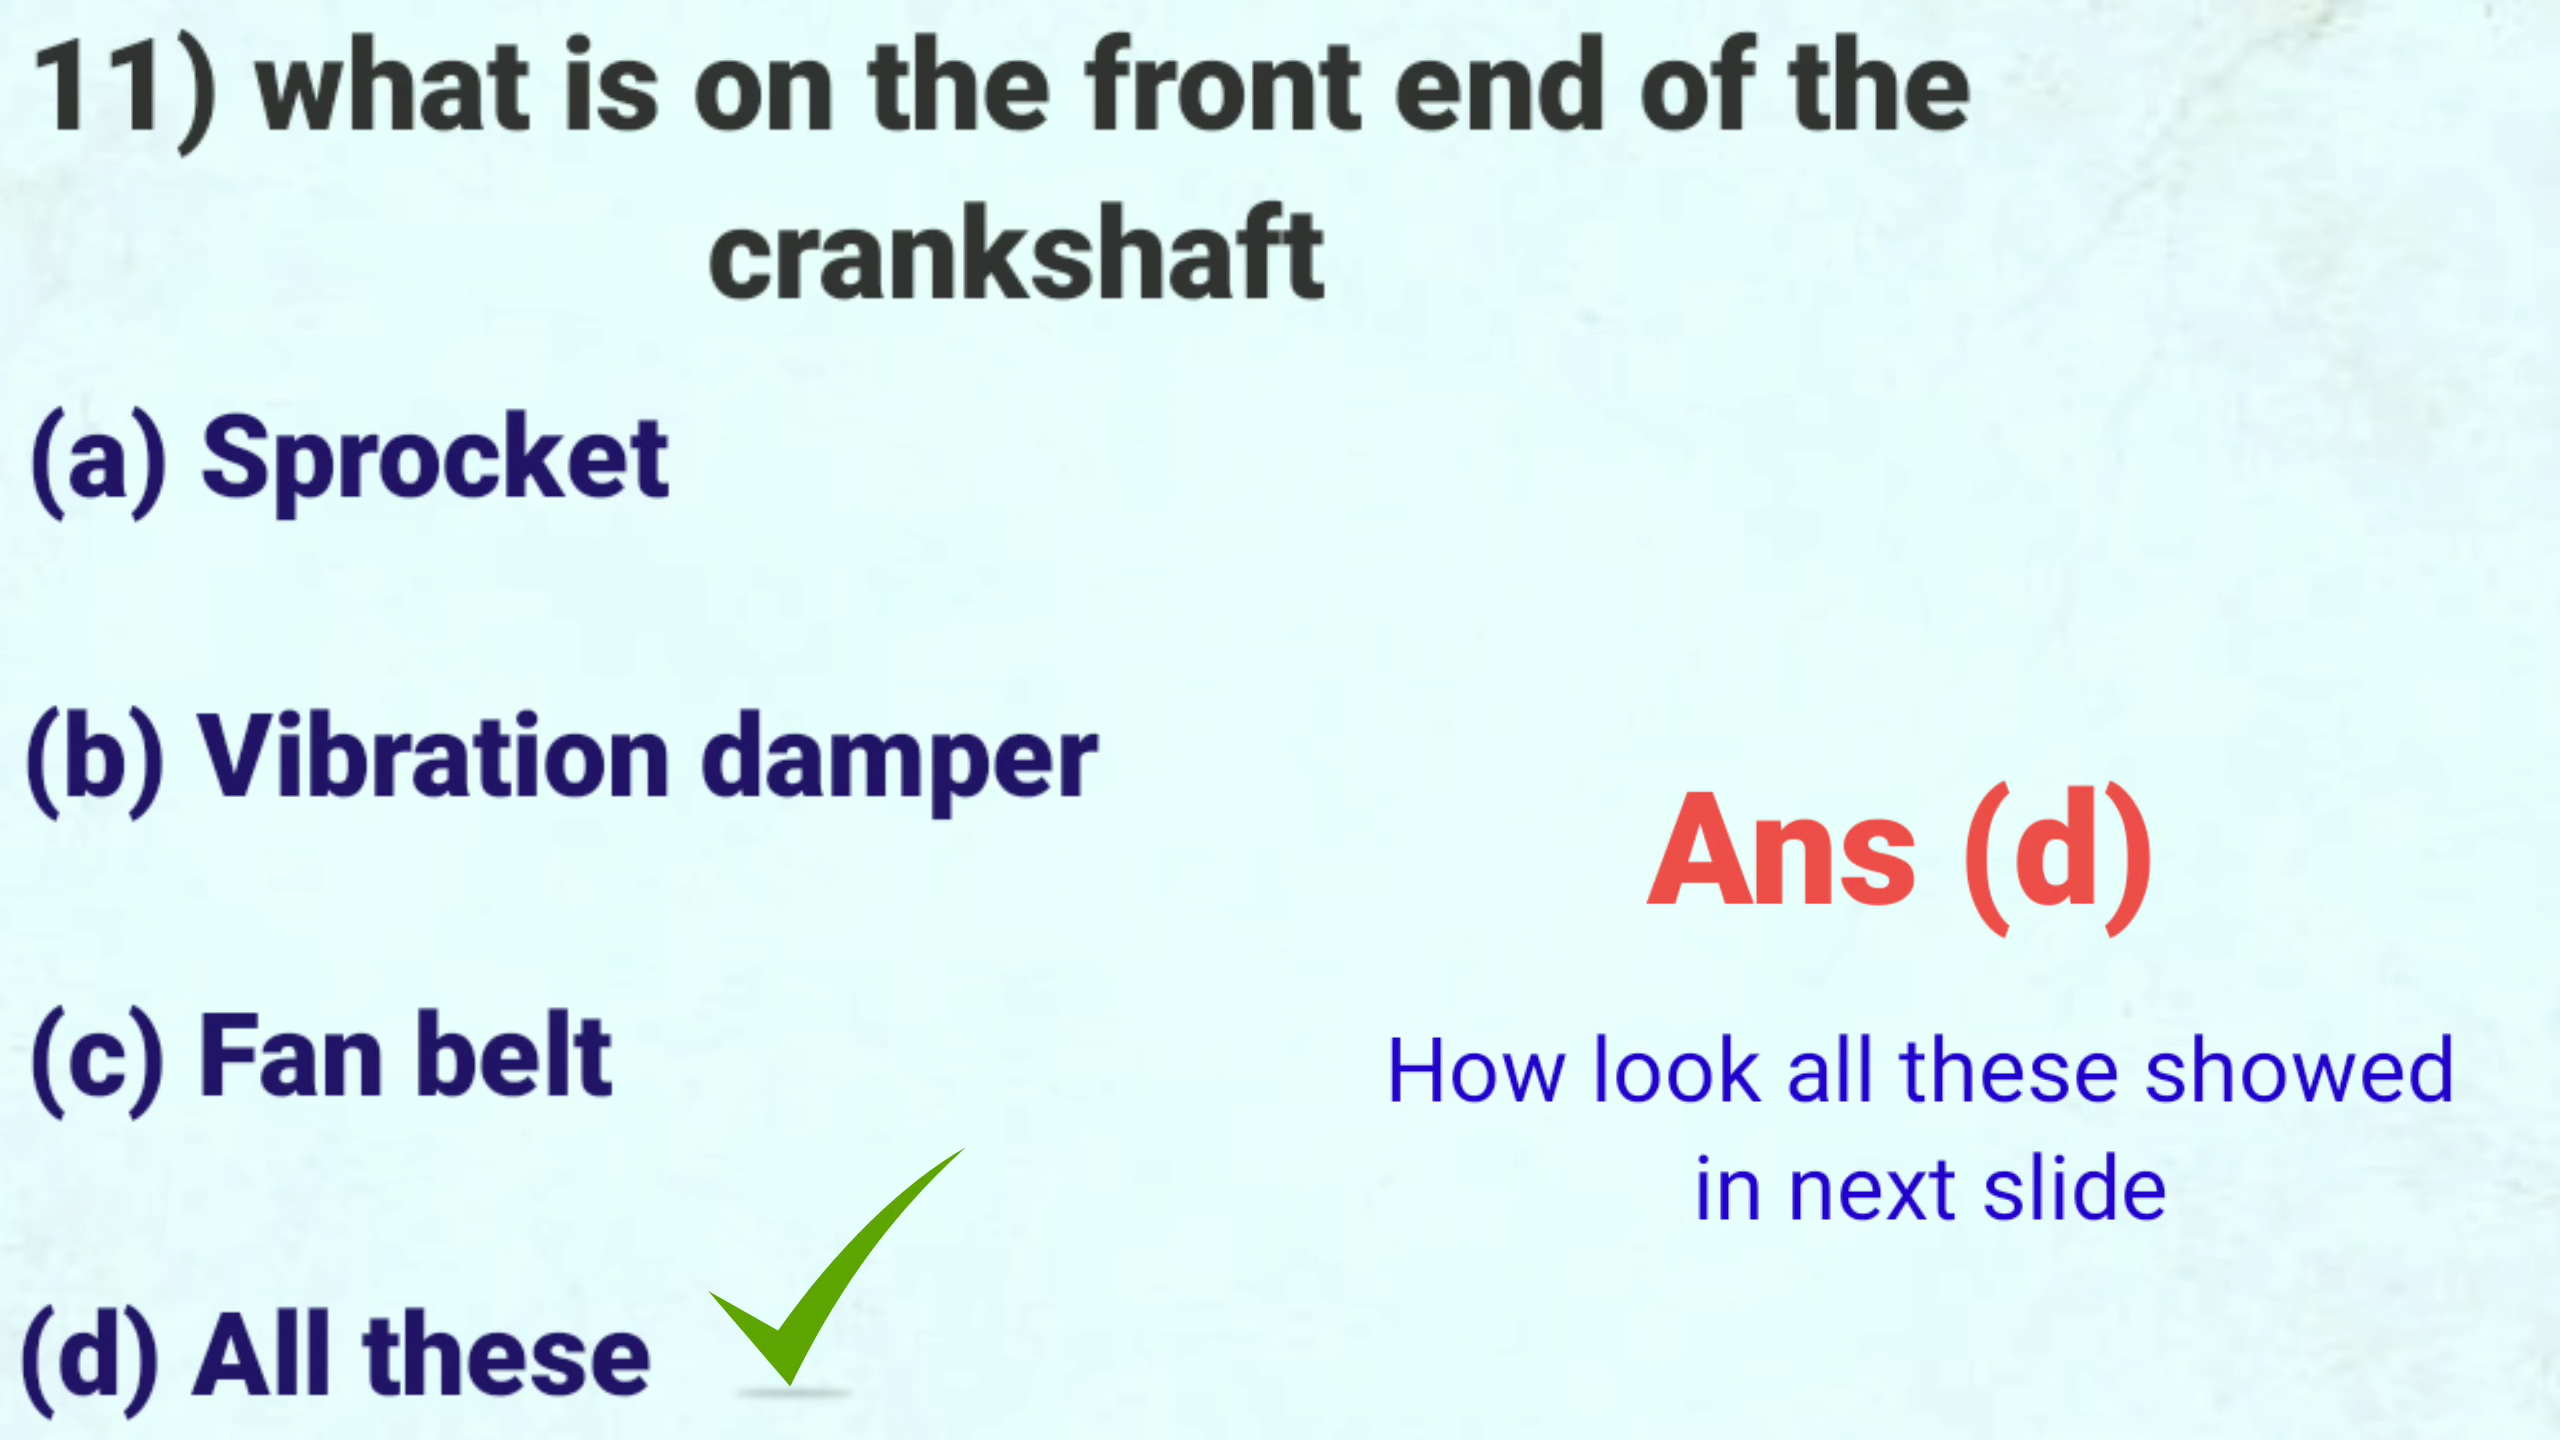 11) what is on the front end of the
crankshaft
(a) Sprocket
(b) Vibration damper
(c) Fan belt
(d) All these
Ans (d)
How look all these showed
in next slide